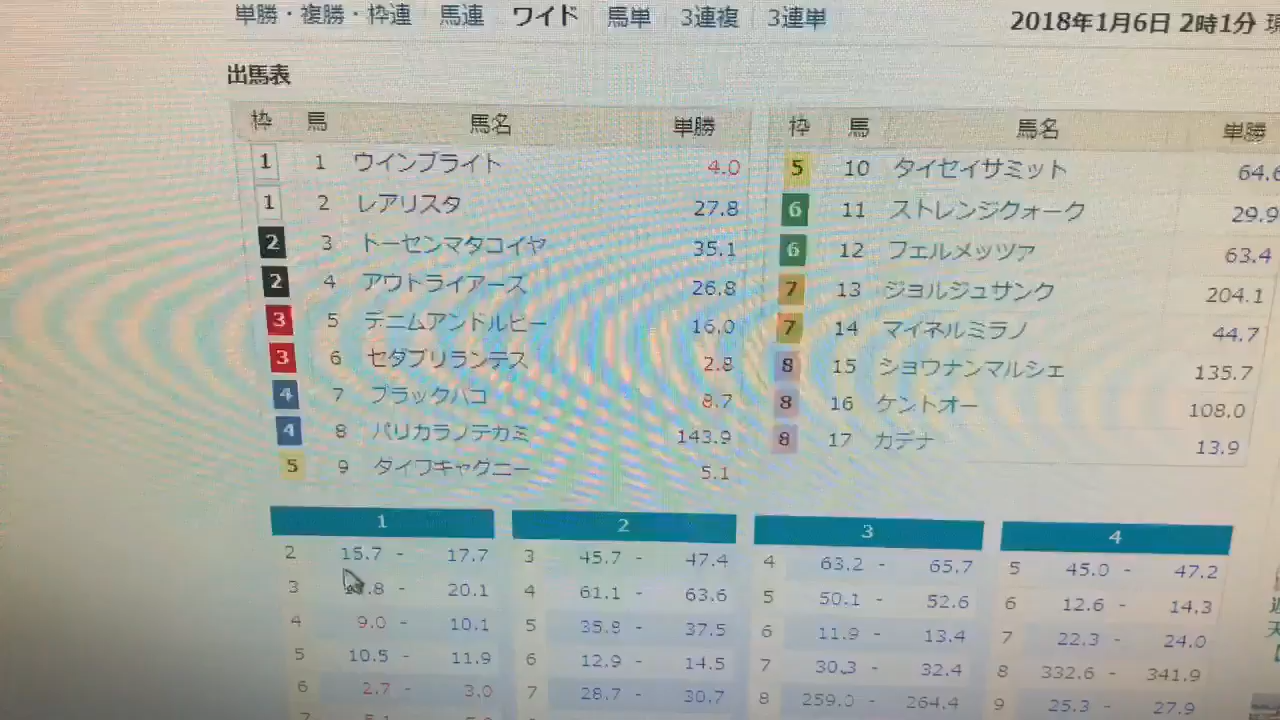 単勝・複勝・枠連 馬連 ワイド 馬単 3連複 3連単
2018年1月6日 2時1分 現
出馬表
枠 馬 馬名 単勝 枠 馬 馬名 単勝
1 1 ウインブライト 4.0 5 10 タイセイサミット 64.6
1 2 レアリスタ 27.8 6 11 ストレンジクォーク 29.9
2 3 トーセンマタコイヤ 35.1 6 12 フェルメッツァ 63.4
2 4 アウトライアーズ 26.8 7 13 ジョルジュサンク 204.1
3 5 デニムアンドルビー 16.0 7 14 マイネルミラノ 44.7
3 6 セダブリランテス 2.8 8 15 ショウナンマルシェ 135.7
4 7 ブラックバゴ 8.7 8 16 ケントオー 108.0
4 8 パリカラノテガミ 143.9 8 17 カデナ 13.9
5 9 ダイワキャグニー 5.1
1 2 3 4
2 15.7 - 17.7 3 45.7 - 47.4 4 63.2 - 65.7 5 45.0 - 47.2
3 .8 - 20.1 4 61.1 - 63.6 5 50.1 - 52.6 6 12.6 - 14.3
4 9.0 - 10.1 5 35.8 - 37.5 6 11.9 - 13.4 7 22.3 - 24.0
5 10.5 - 11.9 6 12.9 - 14.5 7 30.3 - 32.4 8 332.6 - 341.9
6 2.7 - 3.0 7 28.7 - 30.7 8 259.0 - 264.4 9 25.3 - 27.9